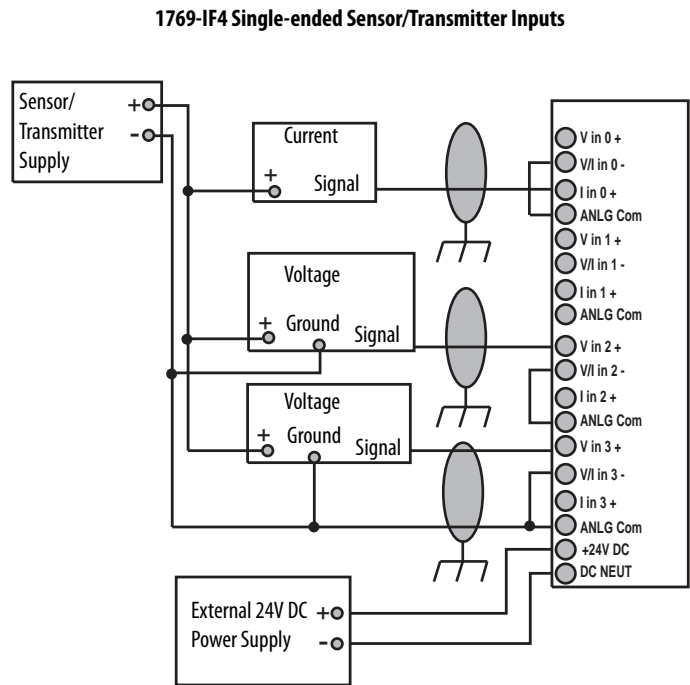 1769-IF4 Single-ended Sensor/Transmitter Inputs
Sensor/
Transmitter
Supply
+
-
Current
+
Signal
Voltage
+
Ground
Signal
Voltage
+
Ground
Signal
V in 0 +
V/I in 0 -
I in 0 +
ANLG Com
V in 1 +
V/I in 1 -
I in 1 +
ANLG Com
V in 2 +
V/I in 2 -
I in 2 +
ANLG Com
V in 3 +
V/I in 3 -
I in 3 +
ANLG Com
+24V DC
DC NEUT
External 24V DC +
Power Supply -